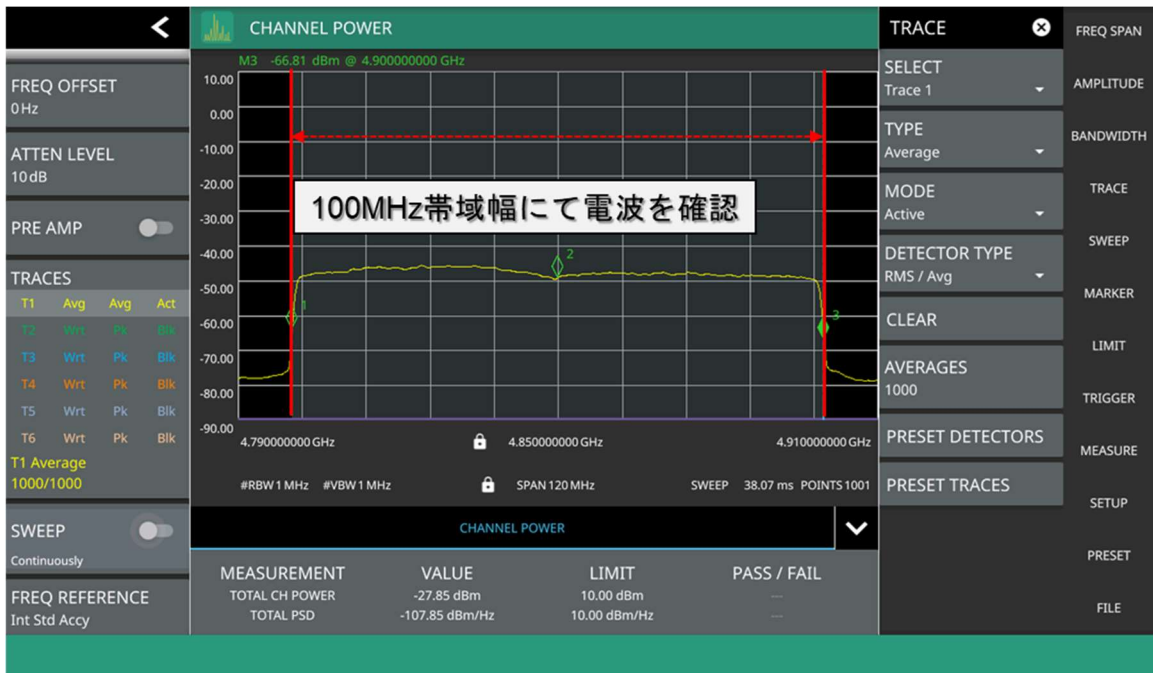 FREQ OFFSET
0 Hz
ATTEN LEVEL
10 dB
PRE AMP
TRACES
T1 Avg Avg Act
T2 Wrt Pk Blk
T3 Wrt Pk Blk
T4 Wrt Pk Blk
T5 Wrt Pk Blk
T6 Wrt Pk Blk
T1 Average
1000/1000
SWEEP
Continuously
FREQ REFERENCE
Int Std Accy
CHANNEL POWER
M3 -66.81 dBm @ 4.900000000 GHz
10.00
0.00
-10.00
-20.00
-30.00
-40.00
-50.00
-60.00
-70.00
-80.00
-90.00
100MHz帯域幅にて電波を確認
1
2
3
4.790000000 GHz 4.850000000 GHz 4.910000000 GHz
#RBW 1 MHz #VBW 1 MHz SPAN 120 MHz SWEEP 38.07 ms POINTS 1001
CHANNEL POWER
MEASUREMENT VALUE LIMIT PASS / FAIL
TOTAL CH POWER -27.85 dBm 10.00 dBm ---
TOTAL PSD -107.85 dBm/Hz 10.00 dBm/Hz ---
TRACE
SELECT
Trace 1
TYPE
Average
MODE
Active
DETECTOR TYPE
RMS / Avg
CLEAR
AVERAGES
1000
PRESET DETECTORS
PRESET TRACES
FREQ SPAN
AMPLITUDE
BANDWIDTH
TRACE
SWEEP
MARKER
LIMIT
TRIGGER
MEASURE
SETUP
PRESET
FILE